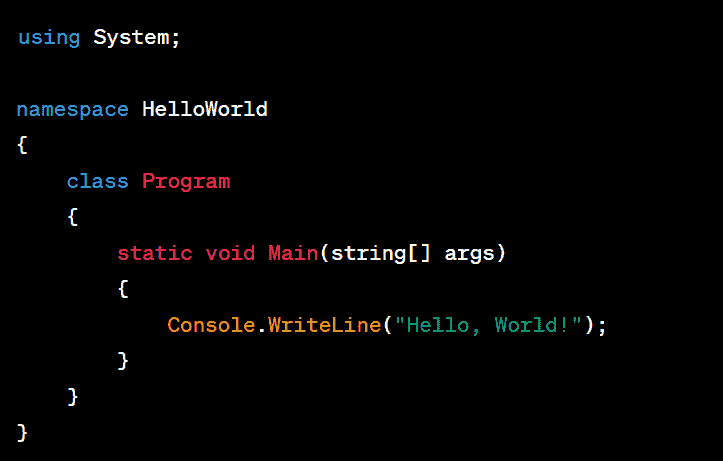 using System;

namespace HelloWorld
{
    class Program
    {
        static void Main(string[] args)
        {
            Console.WriteLine("Hello, World!");
        }
    }
}